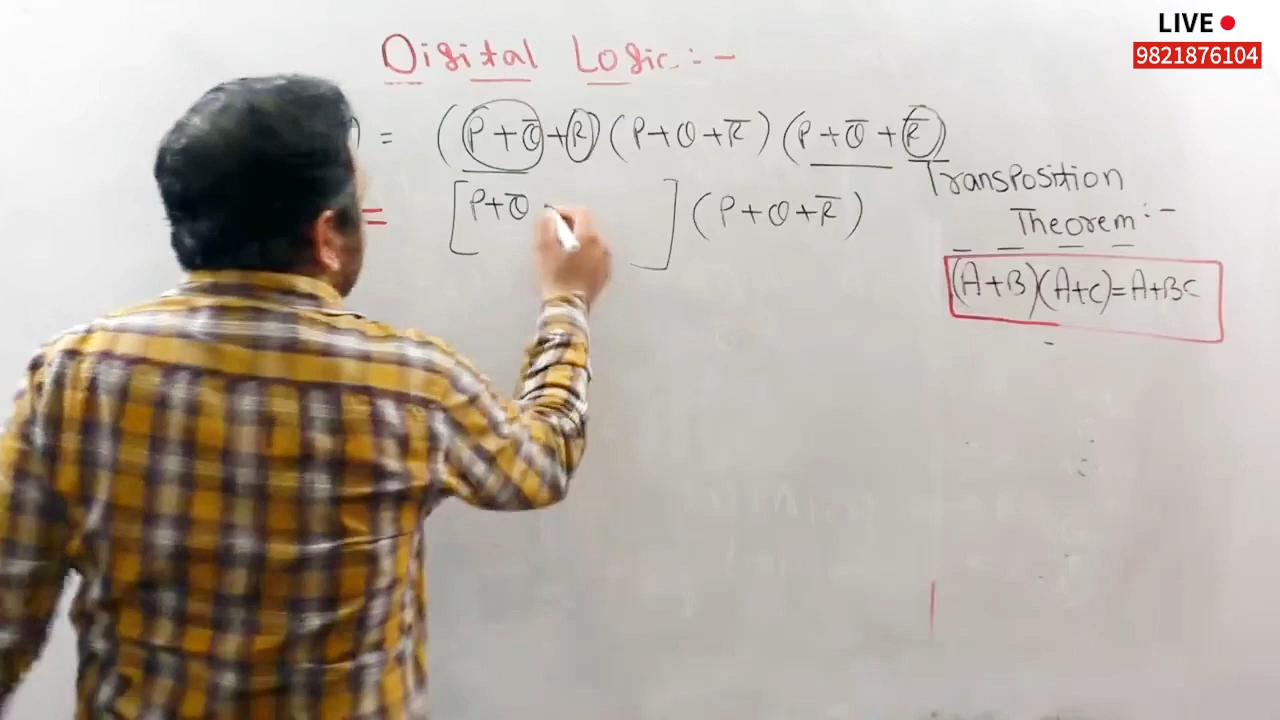 LIVE
9821876104
Digital Logic :-
) = (P+Q̅+R)(P+Q+R̅)(P+Q̅+R̅)
= [P+Q̅ ](P+Q+R̅)
Transposition
Theorem:-
(A+B)(A+C)=A+BC